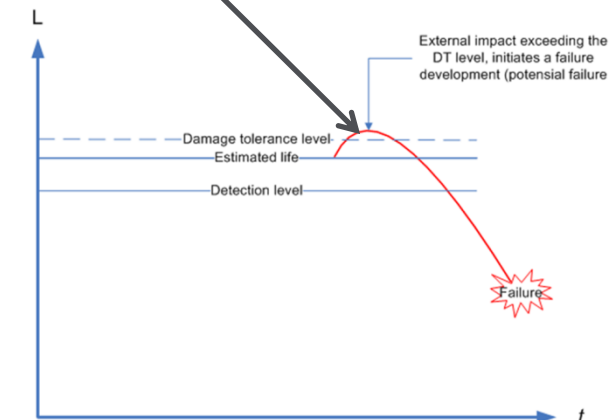 L
External impact exceeding the
DT level, initiates a failure
development (potensial failure
Damage tolerance level
Estimated life
Detection level
Failure
t